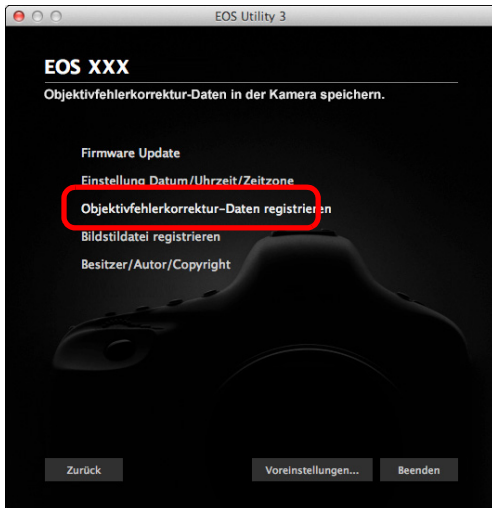 EOS Utility 3
EOS XXX
Objektivfehlerkorrektur-Daten in der Kamera speichern.
Firmware Update
Einstellung Datum/Uhrzeit/Zeitzone
Objektivfehlerkorrektur-Daten registrieren
Bildstildatei registrieren
Besitzer/Autor/Copyright
Zurück Voreinstellungen... Beenden